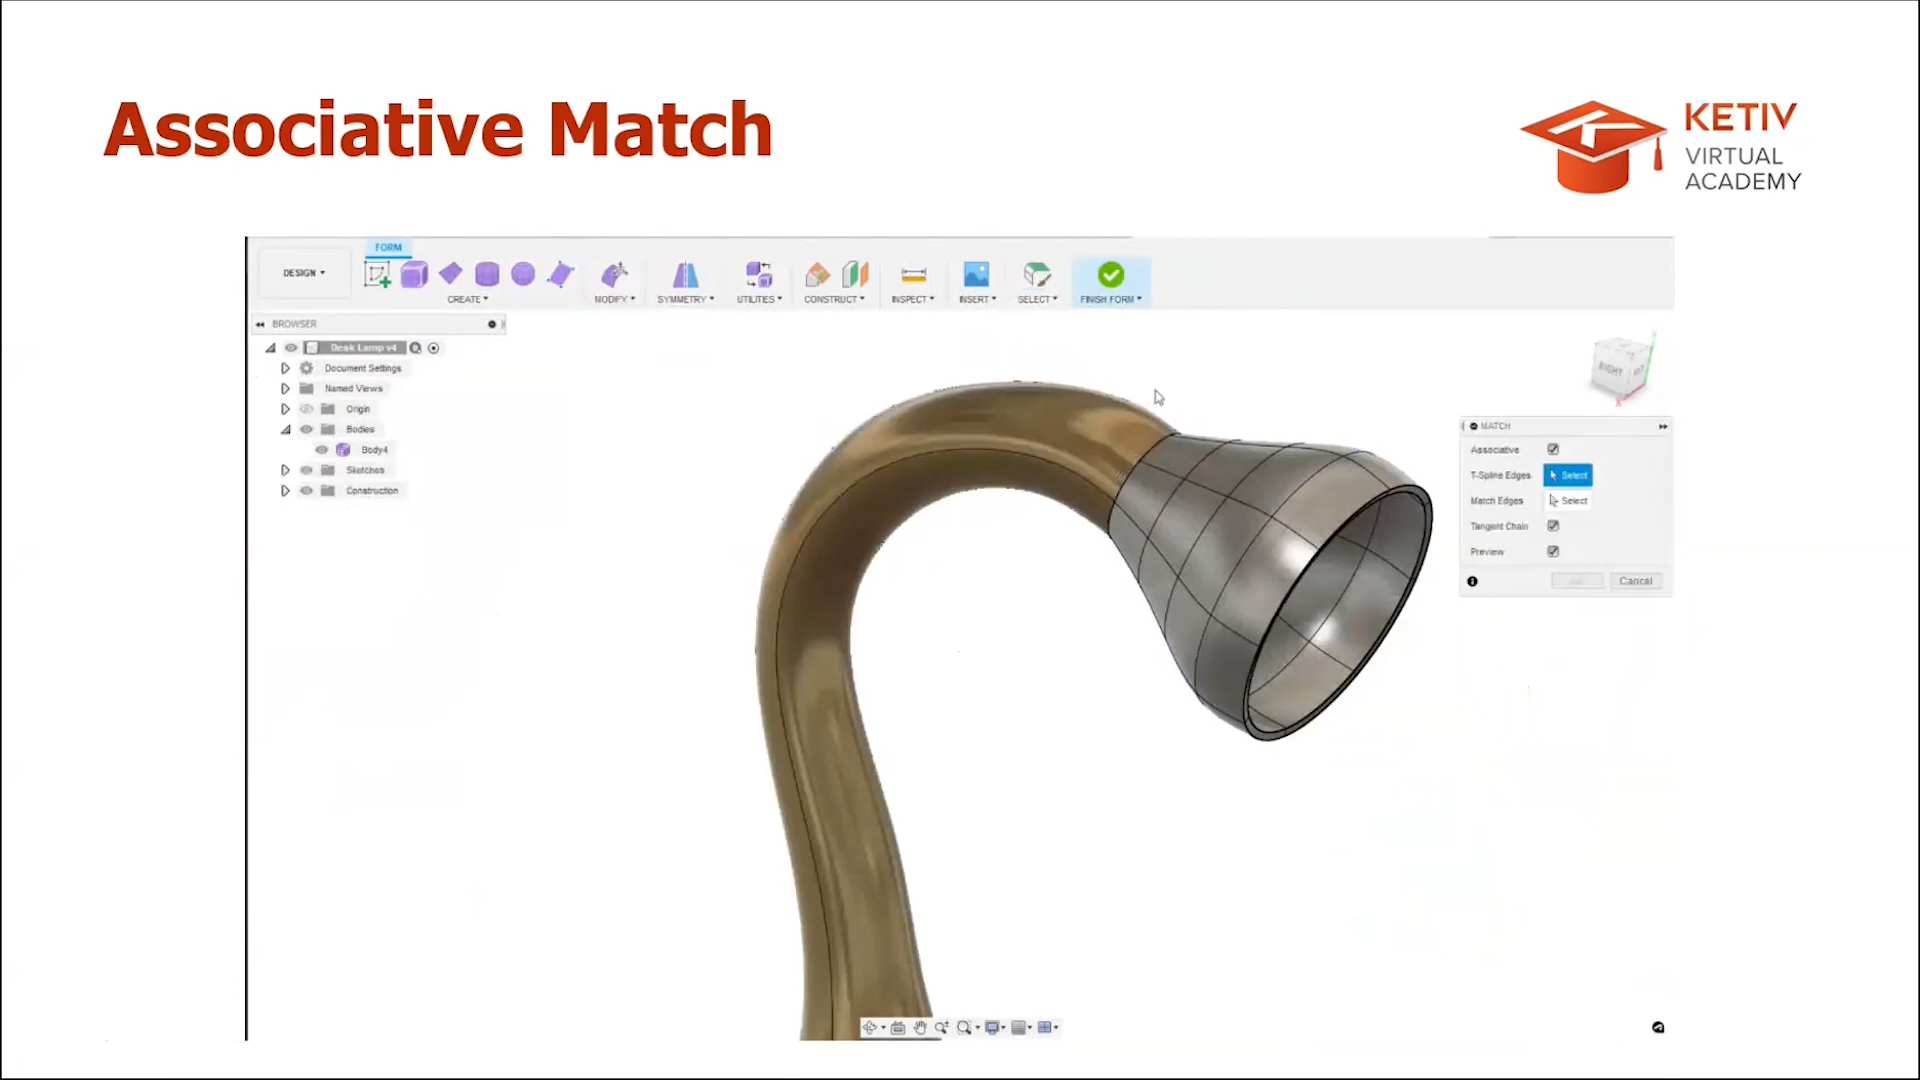 Associative Match
KETIV
VIRTUAL
ACADEMY
FORM
DESIGN
CREATE
MODIFY
SYMMETRY
UTILITIES
CONSTRUCT
INSPECT
INSERT
SELECT
FINISH FORM
BROWSER
Desk Lamp v4
Document Settings
Named Views
Origin
Bodies
Body4
Sketches
Construction
RIGHT
X
MATCH
Associative
T-Spline Edges
Select
Match Edges
Select
Tangent Chain
Preview
Cancel